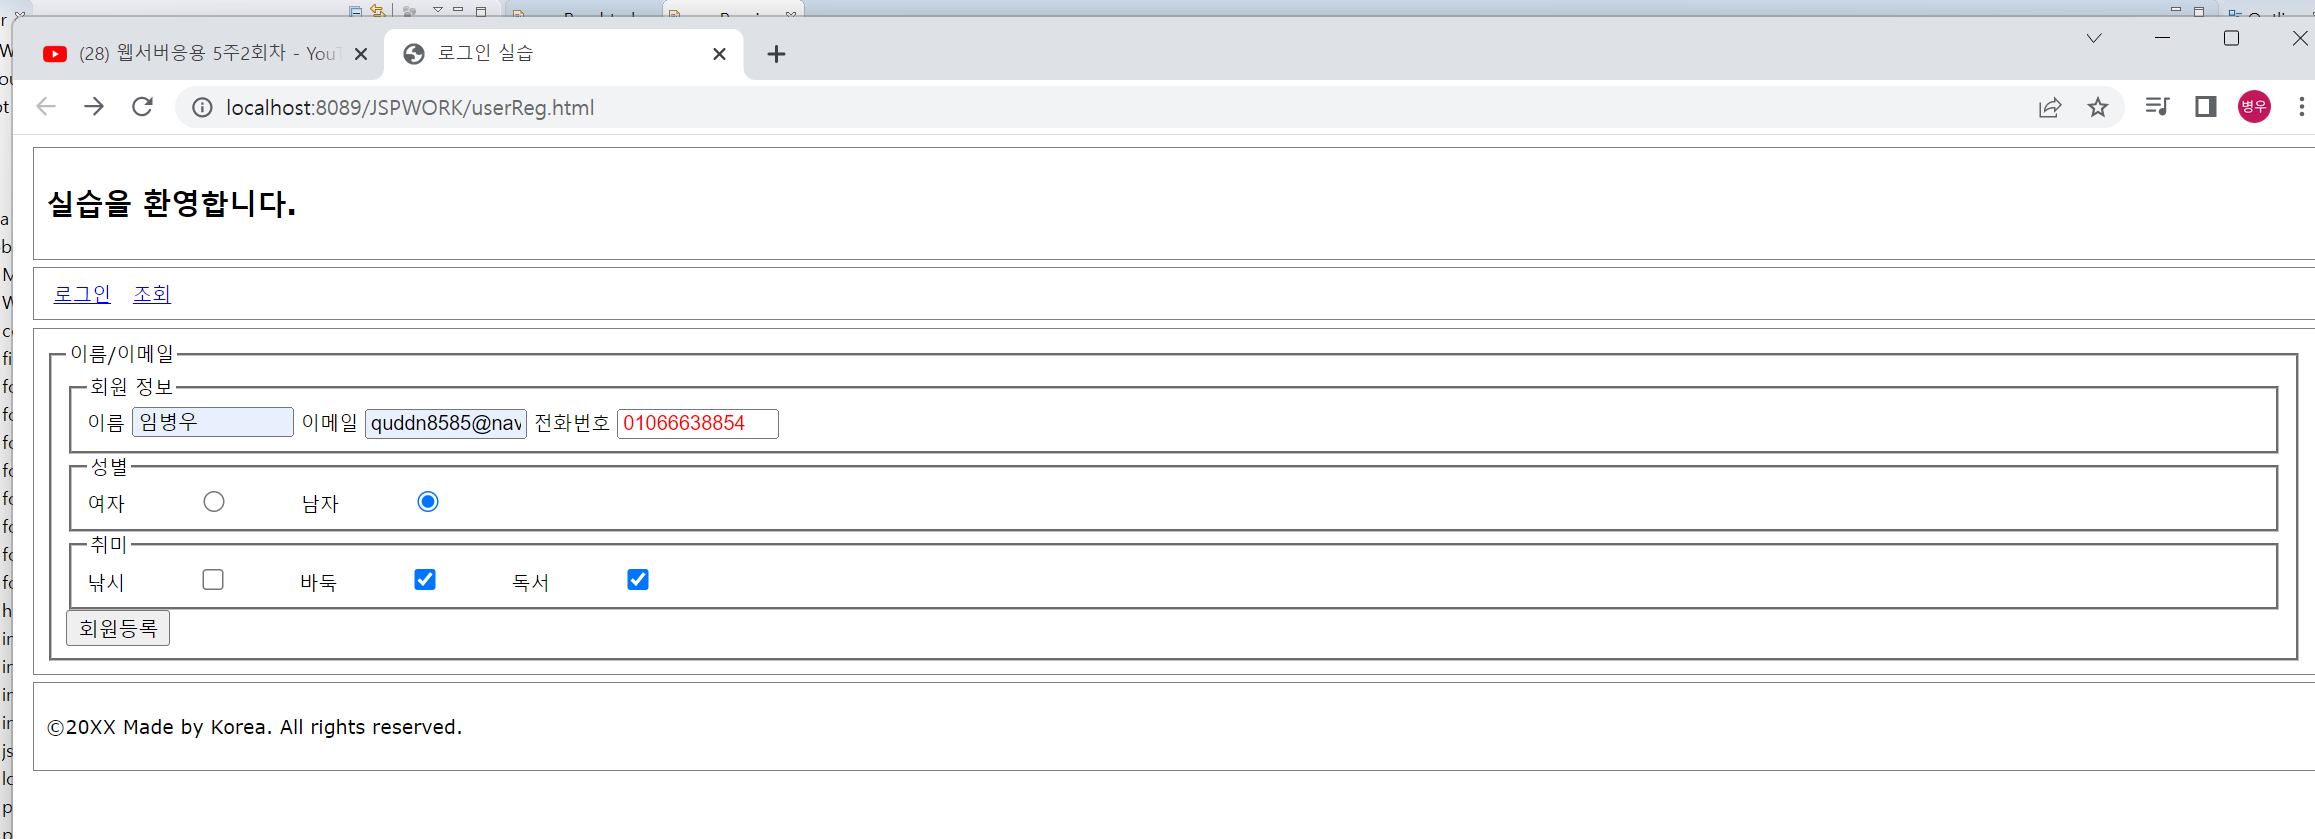 (28) 웹서버응용 5주2회차 - You
로그인 실습
localhost:8089/JSPWORK/userReg.html
병우
실습을 환영합니다.
로그인 조회
이름/이메일
회원 정보
이름 임병우 이메일 quddn8585@nav 전화번호 01066638854
성별
여자 남자
취미
낚시 바둑 독서
회원등록
©20XX Made by Korea. All rights reserved.